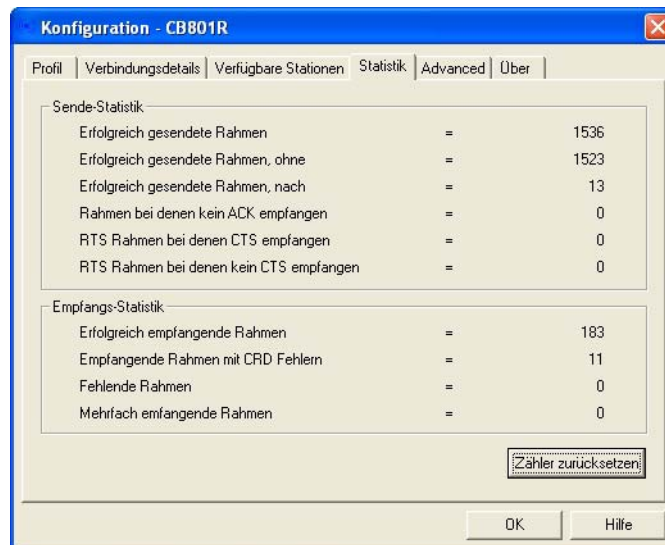 Konfiguration - CB801R
Profil Verbindungsdetails Verfügbare Stationen Statistik Advanced Über
Sende-Statistik
Erfolgreich gesendete Rahmen = 1536
Erfolgreich gesendete Rahmen, ohne = 1523
Erfolgreich gesendete Rahmen, nach = 13
Rahmen bei denen kein ACK empfangen = 0
RTS Rahmen bei denen CTS empfangen = 0
RTS Rahmen bei denen kein CTS empfangen = 0
Empfangs-Statistik
Erfolgreich empfangende Rahmen = 183
Empfangende Rahmen mit CRD Fehlern = 11
Fehlende Rahmen = 0
Mehrfach emfangende Rahmen = 0
Zähler zurücksetzen
OK Hilfe